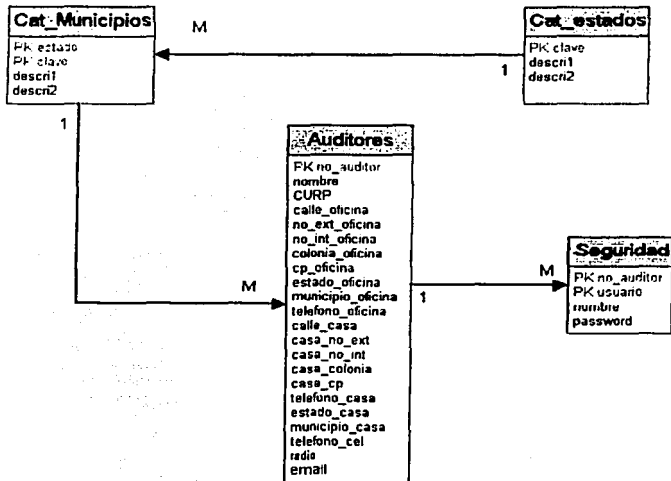 Cat_Municipios
PK estado
PK clave
descri1
descri2
M
1
Cat_estados
PK clave
descri1
descri2
1
Auditores
PK no_auditor
nombre
CURP
calle_oficina
no_ext_oficina
no_int_oficina
colonia_oficina
cp_oficina
estado_oficina
municipio_oficina
telefono_oficina
calle_casa
casa_no_ext
casa_no_int
casa_colonia
casa_cp
telefono_casa
estado_casa
municipio_casa
telefono_cel
radio
email
M
1
M
Seguridad
PK no_auditor
PK usuario
nombre
password